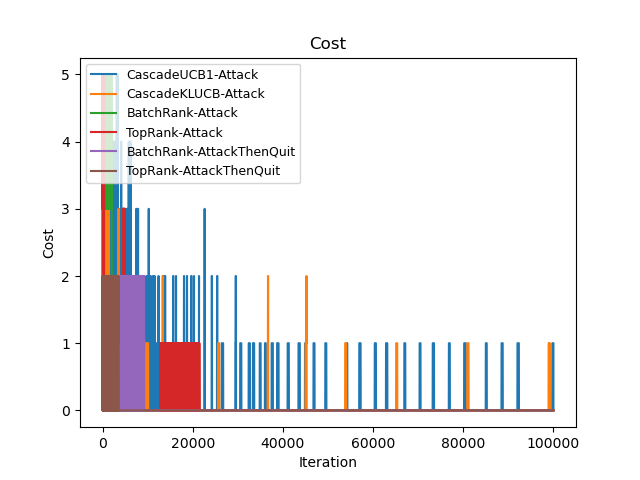 Cost
5
4
3
2
1
0
Cost
CascadeUCB1-Attack
CascadeKLUCB-Attack
BatchRank-Attack
TopRank-Attack
BatchRank-AttackThenQuit
TopRank-AttackThenQuit
0 20000 40000 60000 80000 100000
Iteration